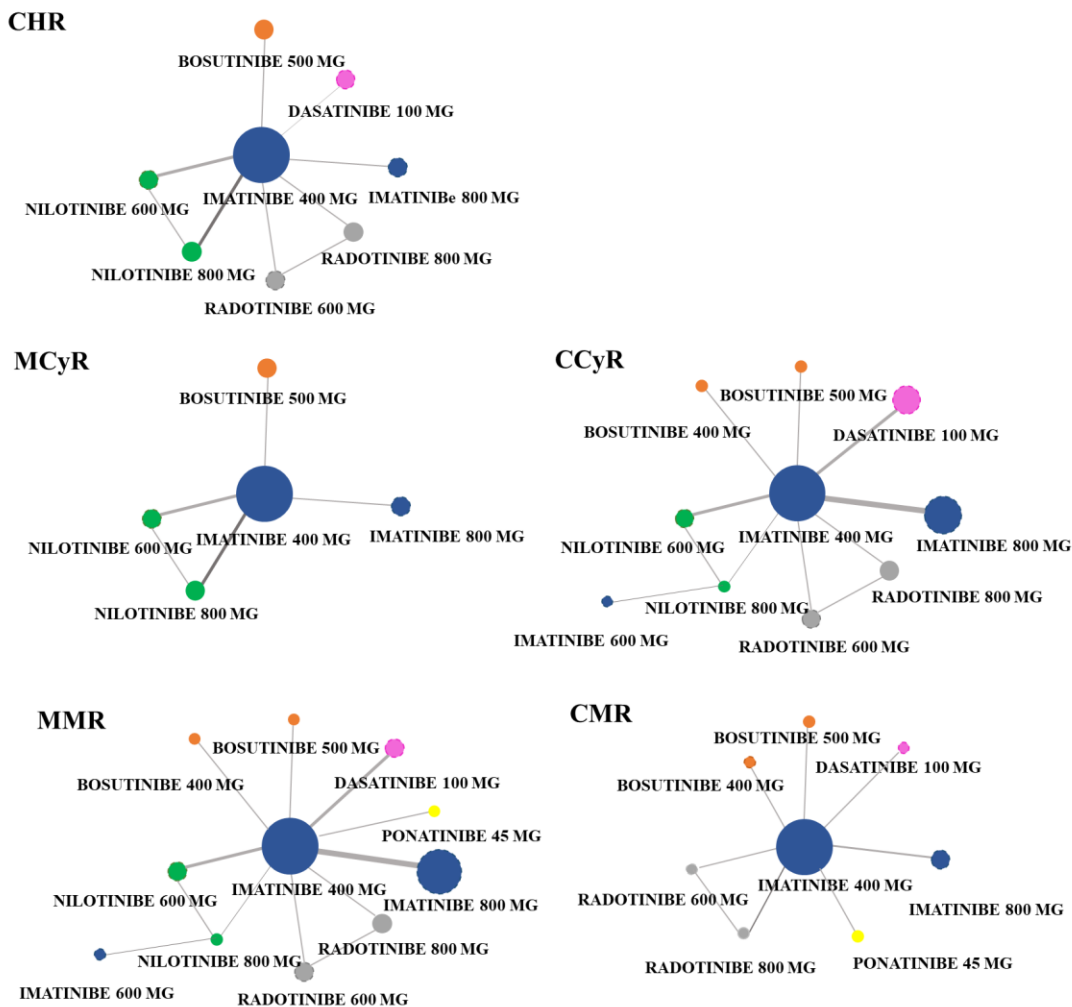 CHR
BOSUTINIBE 500 MG
DASATINIBE 100 MG
IMATINIBE 400 MG
IMATINIBe 800 MG
NILOTINIBE 600 MG
RADOTINIBE 800 MG
NILOTINIBE 800 MG
RADOTINIBE 600 MG
MCyR
BOSUTINIBE 500 MG
IMATINIBE 400 MG
IMATINIBE 800 MG
NILOTINIBE 600 MG
NILOTINIBE 800 MG
CCyR
BOSUTINIBE 500 MG
BOSUTINIBE 400 MG
DASATINIBE 100 MG
IMATINIBE 400 MG
IMATINIBE 800 MG
NILOTINIBE 600 MG
RADOTINIBE 800 MG
NILOTINIBE 800 MG
IMATINIBE 600 MG
RADOTINIBE 600 MG
MMR
BOSUTINIBE 500 MG
BOSUTINIBE 400 MG
DASATINIBE 100 MG
PONATINIBE 45 MG
IMATINIBE 400 MG
NILOTINIBE 600 MG
IMATINIBE 800 MG
RADOTINIBE 800 MG
NILOTINIBE 800 MG
IMATINIBE 600 MG
RADOTINIBE 600 MG
CMR
BOSUTINIBE 500 MG
DASATINIBE 100 MG
BOSUTINIBE 400 MG
IMATINIBE 400 MG
RADOTINIBE 600 MG
IMATINIBE 800 MG
RADOTINIBE 800 MG
PONATINIBE 45 MG